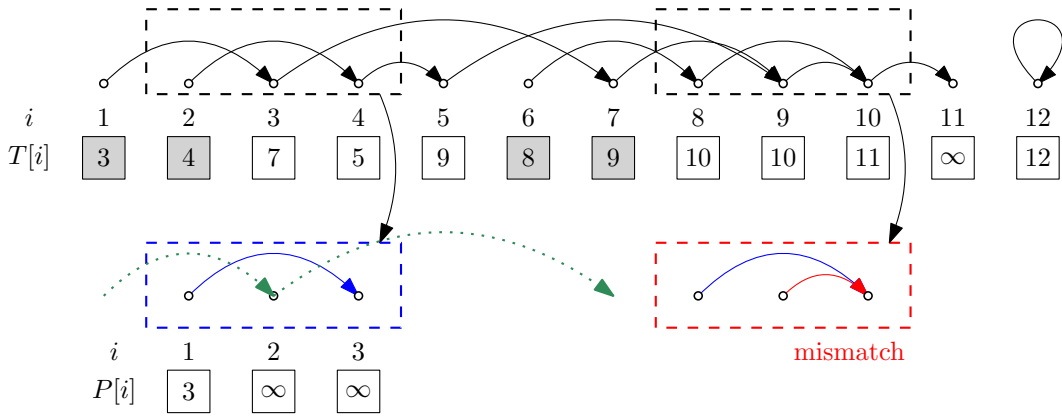 i 1 2 3 4 5 6 7 8 9 10 11 12
T[i] 3 4 7 5 9 8 9 10 10 11 ∞ 12
i 1 2 3 mismatch
P[i] 3 ∞ ∞